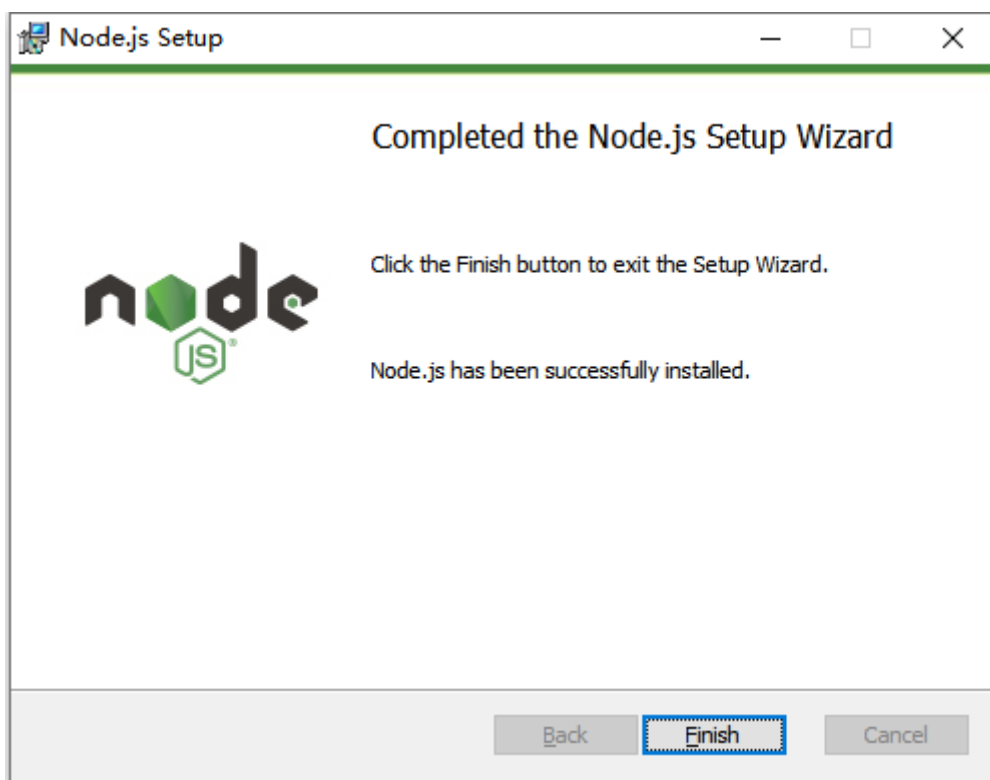 Node.js Setup
Completed the Node.js Setup Wizard
Click the Finish button to exit the Setup Wizard.
node
JS®
Node.js has been successfully installed.
Back
Finish
Cancel